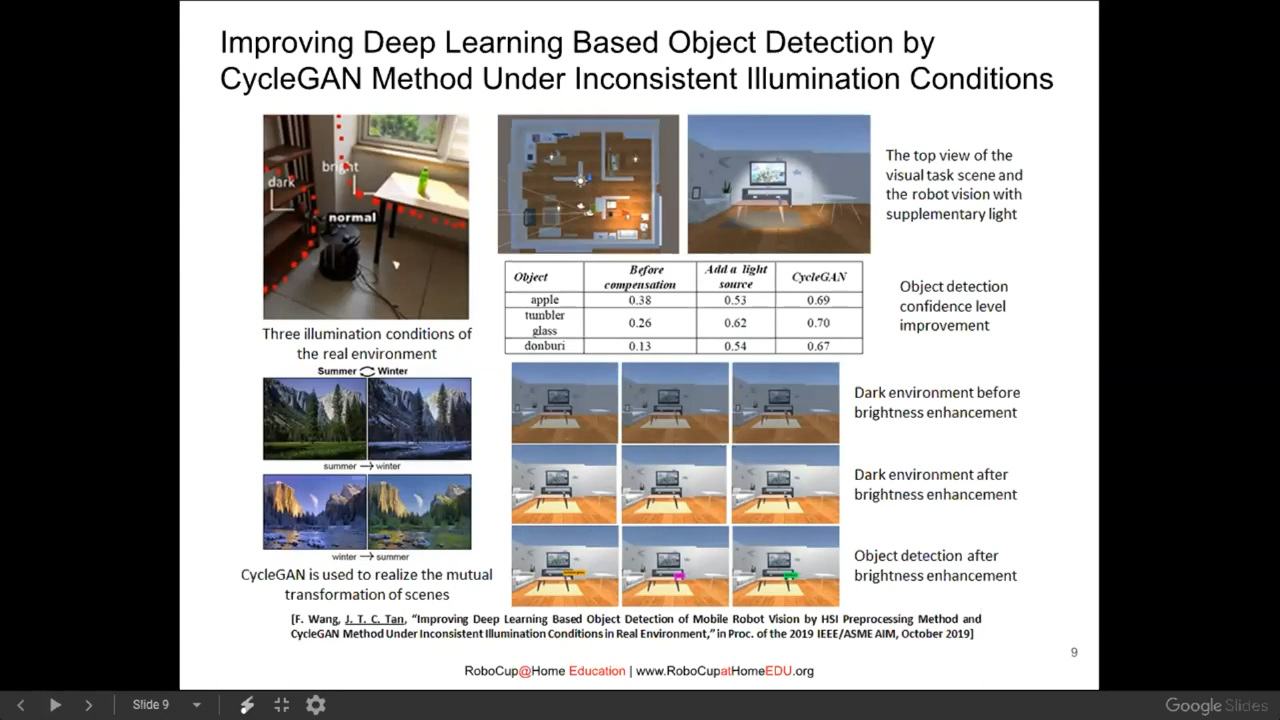 Improving Deep Learning Based Object Detection by
CycleGAN Method Under Inconsistent Illumination Conditions
bright
dark
normal
Three illumination conditions of
the real environment
The top view of the
visual task scene and
the robot vision with
supplementary light
Object Before compensation Add a light source CycleGAN
apple 0.38 0.53 0.69
tumbler glass 0.26 0.62 0.70
donburi 0.13 0.54 0.67
Object detection
confidence level
improvement
Summer Winter
summer → winter
winter → summer
CycleGAN is used to realize the mutual
transformation of scenes
Dark environment before
brightness enhancement
Dark environment after
brightness enhancement
Object detection after
brightness enhancement
[F. Wang, J. T. C. Tan, “Improving Deep Learning Based Object Detection of Mobile Robot Vision by HSI Preprocessing Method and
CycleGAN Method Under Inconsistent Illumination Conditions in Real Environment,” in Proc. of the 2019 IEEE/ASME AIM, October 2019]
9
RoboCup@Home Education | www.RoboCupatHomeEDU.org
Slide 9
Google Slides